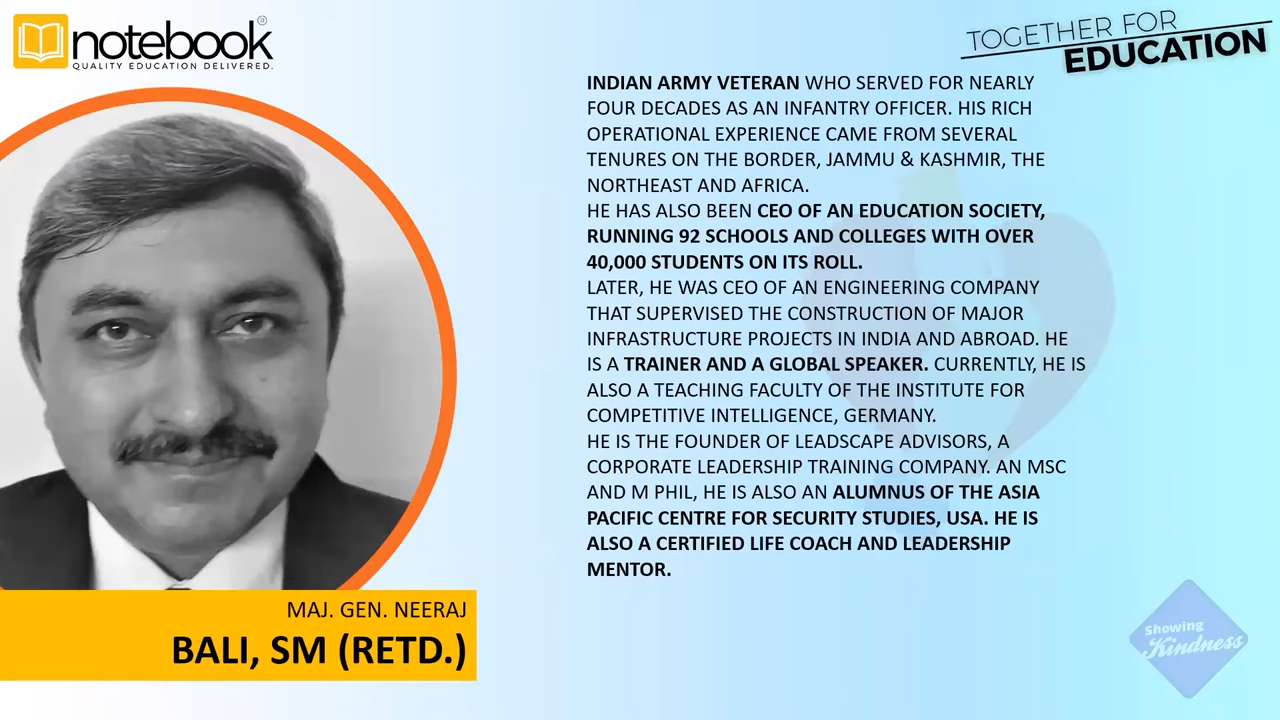 notebook®
QUALITY EDUCATION DELIVERED.
TOGETHER FOR
EDUCATION
INDIAN ARMY VETERAN WHO SERVED FOR NEARLY
FOUR DECADES AS AN INFANTRY OFFICER. HIS RICH
OPERATIONAL EXPERIENCE CAME FROM SEVERAL
TENURES ON THE BORDER, JAMMU & KASHMIR, THE
NORTHEAST AND AFRICA.
HE HAS ALSO BEEN CEO OF AN EDUCATION SOCIETY,
RUNNING 92 SCHOOLS AND COLLEGES WITH OVER
40,000 STUDENTS ON ITS ROLL.
LATER, HE WAS CEO OF AN ENGINEERING COMPANY
THAT SUPERVISED THE CONSTRUCTION OF MAJOR
INFRASTRUCTURE PROJECTS IN INDIA AND ABROAD. HE
IS A TRAINER AND A GLOBAL SPEAKER. CURRENTLY, HE IS
ALSO A TEACHING FACULTY OF THE INSTITUTE FOR
COMPETITIVE INTELLIGENCE, GERMANY.
HE IS THE FOUNDER OF LEADSCAPE ADVISORS, A
CORPORATE LEADERSHIP TRAINING COMPANY. AN MSC
AND M PHIL, HE IS ALSO AN ALUMNUS OF THE ASIA
PACIFIC CENTRE FOR SECURITY STUDIES, USA. HE IS
ALSO A CERTIFIED LIFE COACH AND LEADERSHIP
MENTOR.
MAJ. GEN. NEERAJ
BALI, SM (RETD.)
Showing
Kindness